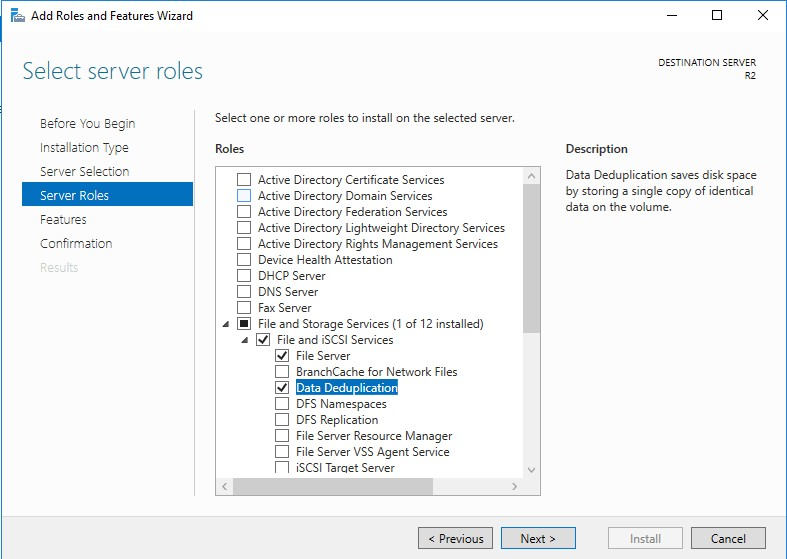 Add Roles and Features Wizard
Select server roles
DESTINATION SERVER
R2
Before You Begin
Installation Type
Server Selection
Server Roles
Features
Confirmation
Results
Select one or more roles to install on the selected server.
Roles
Active Directory Certificate Services
Active Directory Domain Services
Active Directory Federation Services
Active Directory Lightweight Directory Services
Active Directory Rights Management Services
Device Health Attestation
DHCP Server
DNS Server
Fax Server
File and Storage Services (1 of 12 installed)
File and iSCSI Services
File Server
BranchCache for Network Files
Data Deduplication
DFS Namespaces
DFS Replication
File Server Resource Manager
File Server VSS Agent Service
iSCSI Target Server
Description
Data Deduplication saves disk space
by storing a single copy of identical
data on the volume.
< Previous
Next >
Install
Cancel